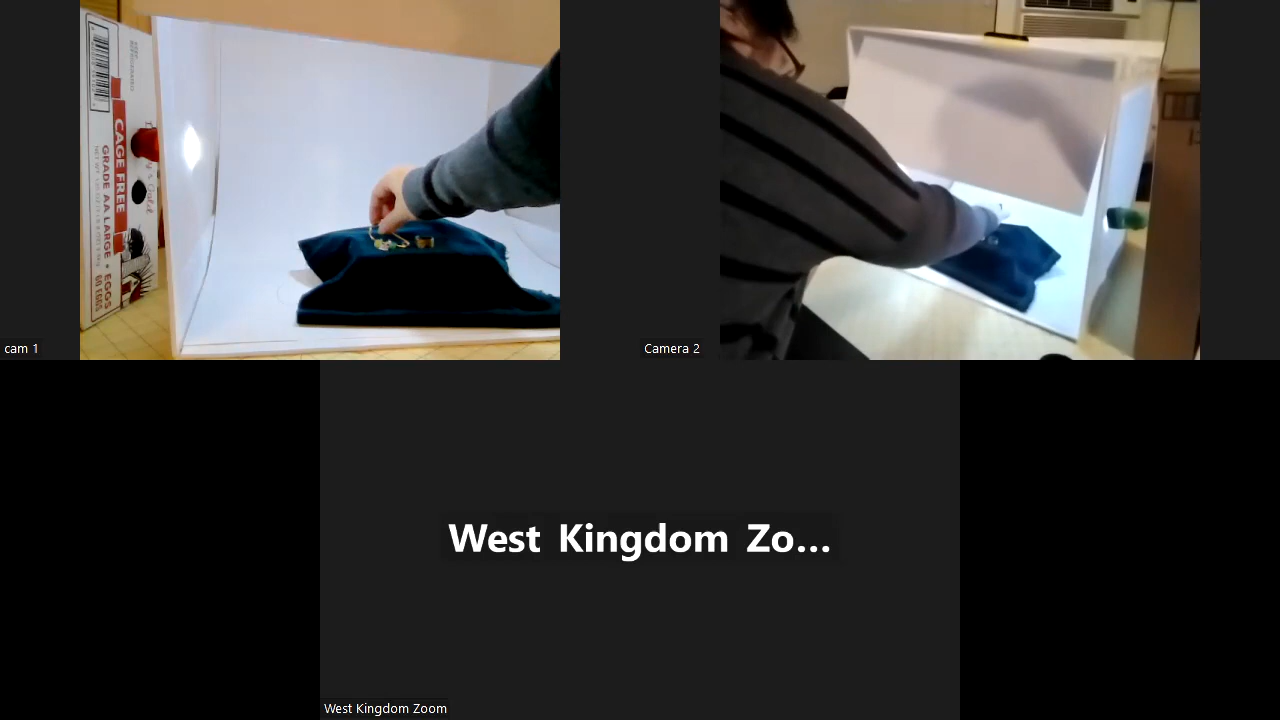 CAGE FREE
GRADE AA LARGE • EGGS
cam 1
Camera 2
West Kingdom Zo...
West Kingdom Zoom